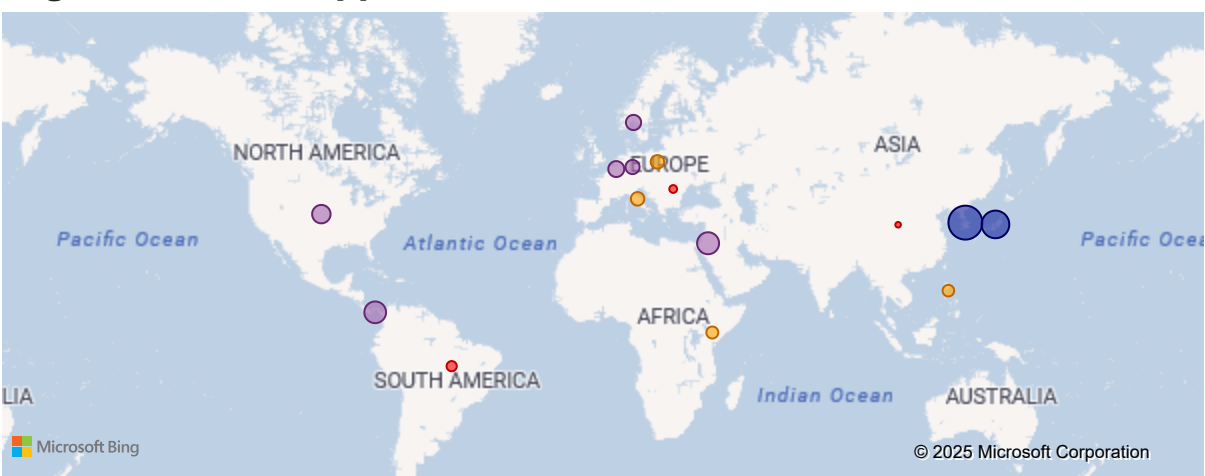 ASIA
NORTH AMERICA
EUROPE
Pacific Ocean
Atlantic Ocean
Pacific Ocea
AFRICA
SOUTH AMERICA
Indian Ocean
AUSTRALIA
LIA
Microsoft Bing
© 2025 Microsoft Corporation